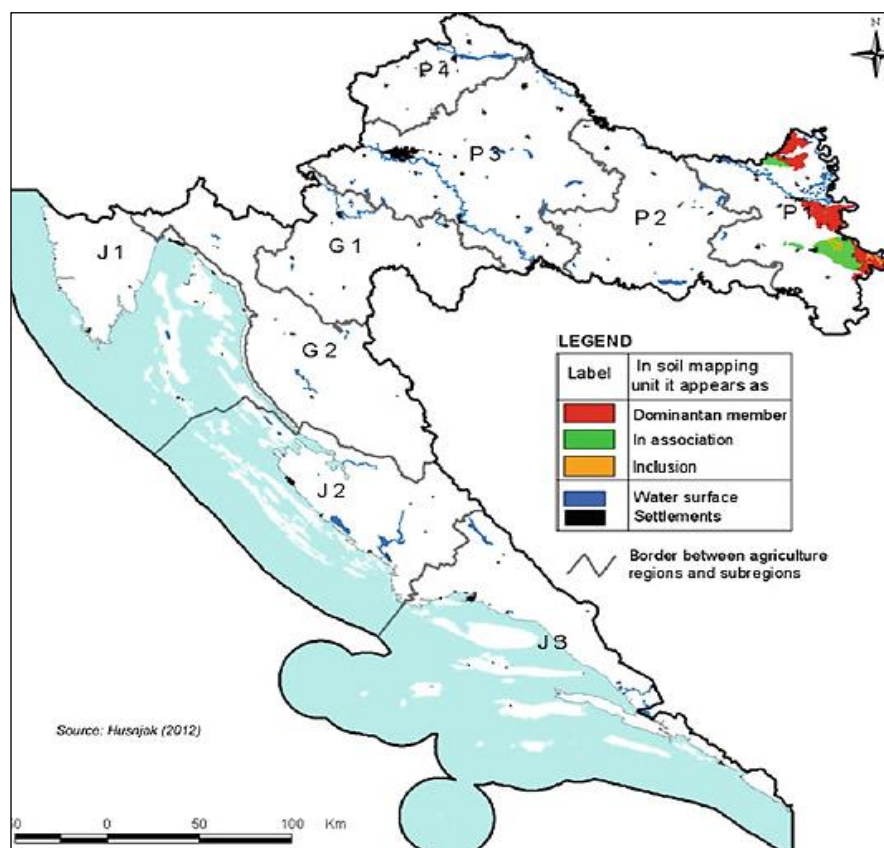 N
P4
P3
P2
P
J1
G1
G2
J2
J3
LEGEND
Label
In soil mapping
unit it appears as
Dominantan member
In association
Inclusion
Water surface
Settlements
Border between agriculture
regions and subregions
Source: Husnjak (2012)
0 50 100 Km